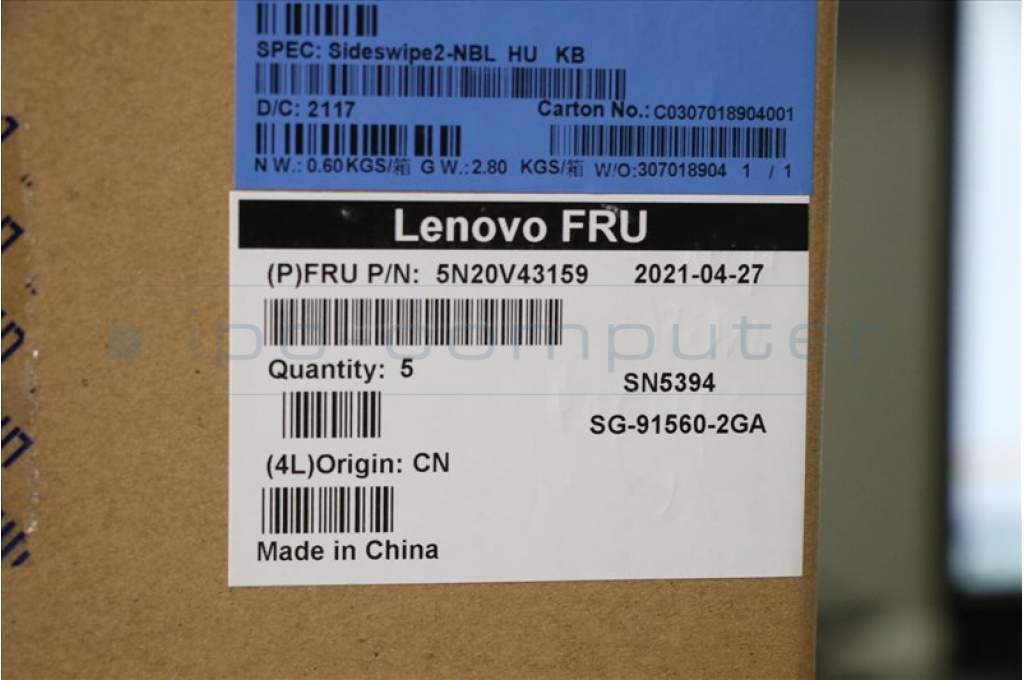 SPEC: Sideswipe2-NBL HU KB
D/C: 2117 Carton No.: C0307018904001
N W.: 0.60 KGS/箱 G W.: 2.80 KGS/箱 W/O:307018904 1 / 1
Lenovo FRU
(P)FRU P/N: 5N20V43159 2021-04-27
ipc-computer
Quantity: 5
SN5394
SG-91560-2GA
(4L)Origin: CN
Made in China